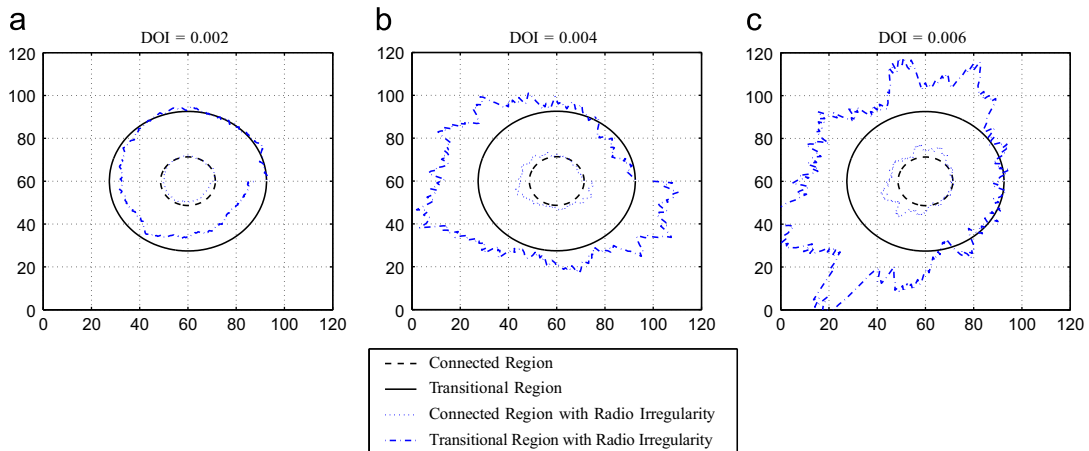 a
b
c
DOI = 0.002
DOI = 0.004
DOI = 0.006
120
100
80
60
40
20
0
0 20 40 60 80 100 120
120
100
80
60
40
20
0
0 20 40 60 80 100 120
120
100
80
60
40
20
0
0 20 40 60 80 100 120
Connected Region
Transitional Region
Connected Region with Radio Irregularity
Transitional Region with Radio Irregularity